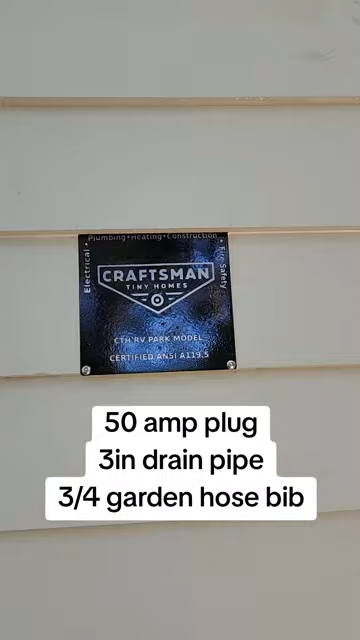 Plumbing•Heating•Construction
Electrical •
• Fire Safety
CRAFTSMAN
TINY HOMES
CTH RV PARK MODEL
CERTIFIED ANSI A119.5
50 amp plug
3in drain pipe
3/4 garden hose bib